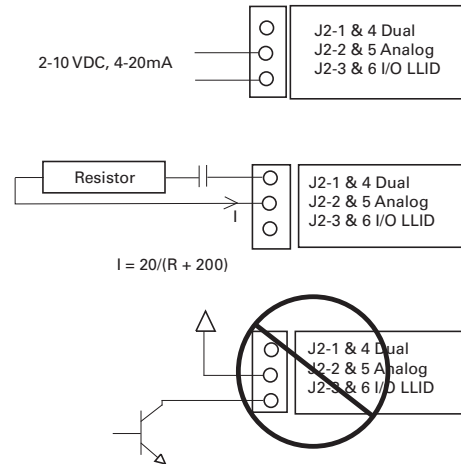 J2-1 & 4 Dual
J2-2 & 5 Analog
J2-3 & 6 I/O LLID
2-10 VDC, 4-20mA
Resistor
J2-1 & 4 Dual
J2-2 & 5 Analog
J2-3 & 6 I/O LLID
I
I = 20/(R + 200)
J2-1 & 4 Dual
J2-2 & 5 Analog
J2-3 & 6 I/O LLID